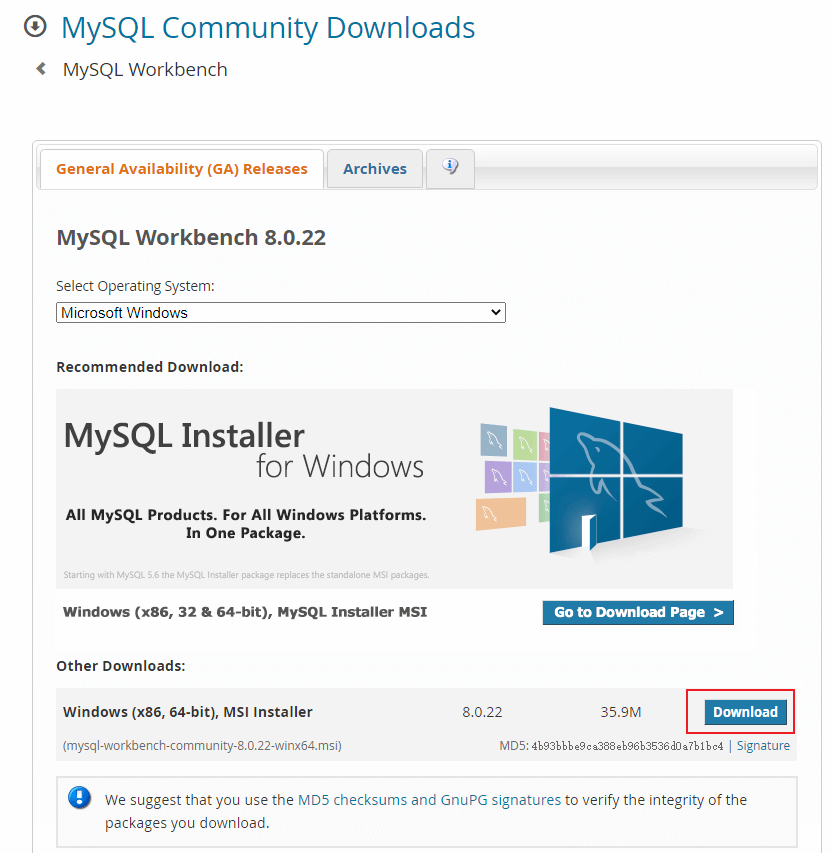 MySQL Community Downloads
MySQL Workbench
General Availability (GA) Releases
Archives
MySQL Workbench 8.0.22
Select Operating System:
Microsoft Windows
Recommended Download:
MySQL Installer
for Windows
All MySQL Products. For All Windows Platforms.
In One Package.
Starting with MySQL 5.6 the MySQL Installer package replaces the standalone MSI packages.
Windows (x86, 32 & 64-bit), MySQL Installer MSI
Go to Download Page >
Other Downloads:
Windows (x86, 64-bit), MSI Installer 8.0.22 35.9M Download
(mysql-workbench-community-8.0.22-winx64.msi) MD5: 4b93bbbe9ca388eb96b3536d0a7b1bc4 | Signature
We suggest that you use the MD5 checksums and GnuPG signatures to verify the integrity of the
packages you download.